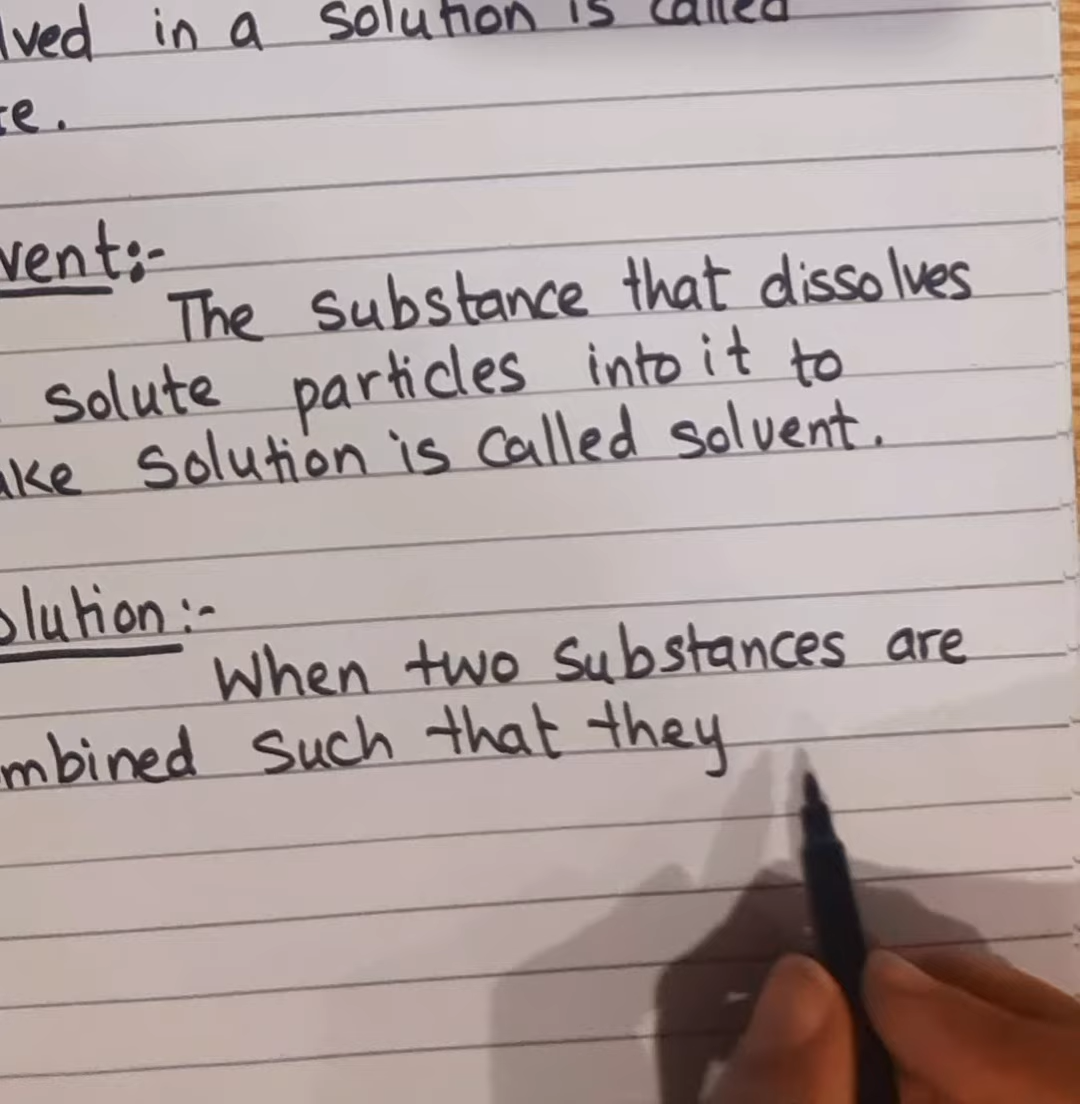 lved in a solution is called
te.
vent:-
The substance that dissolves
solute particles into it to
ake solution is called solvent.
olution:-
When two substances are
mbined such that they